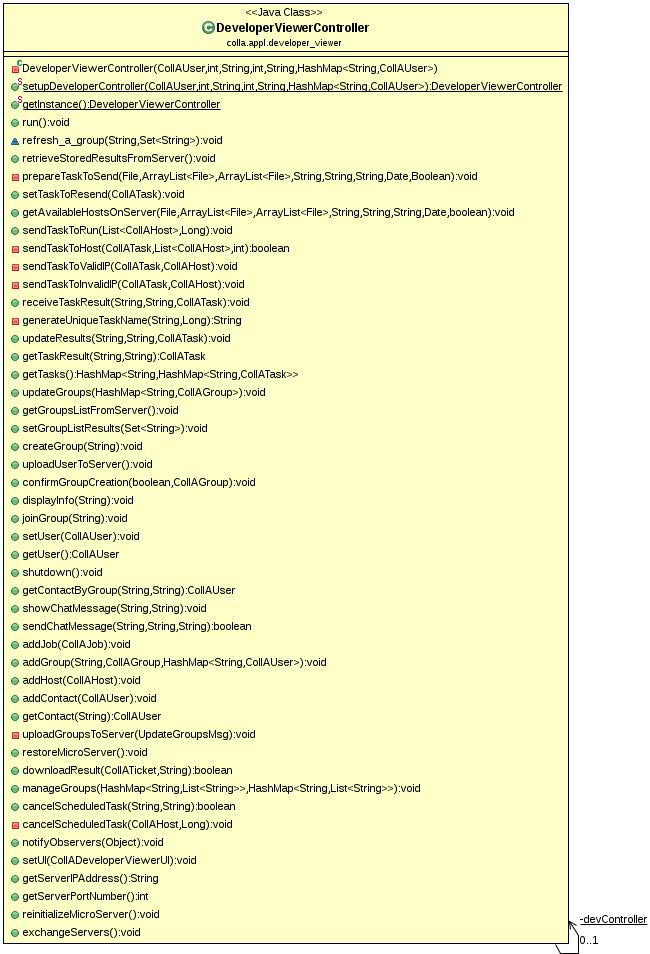 <<Java Class>>
DeveloperViewerController
colla.appl.developer_viewer
DeveloperViewerController(CollAUser,int,String,int,String,HashMap<String,CollAUser>)
setupDeveloperController(CollAUser,int,String,int,String,HashMap<String,CollAUser>):DeveloperViewerController
getInstance():DeveloperViewerController
run():void
refresh_a_group(String,Set<String>):void
retrieveStoredResultsFromServer():void
prepareTaskToSend(File,ArrayList<File>,ArrayList<File>,String,String,String,Date,Boolean):void
setTaskToResend(CollATask):void
getAvailableHostsOnServer(File,ArrayList<File>,ArrayList<File>,String,String,String,Date,boolean):void
sendTaskToRun(List<CollAHost>,Long):void
sendTaskToHost(CollATask,List<CollAHost>,int):boolean
sendTaskToValidIP(CollATask,CollAHost):void
sendTaskToInvalidIP(CollATask,CollAHost):void
receiveTaskResult(String,String,CollATask):void
generateUniqueTaskName(String,Long):String
updateResults(String,String,CollATask):void
getTaskResult(String,String):CollATask
getTasks():HashMap<String,HashMap<String,CollATask>>
updateGroups(HashMap<String,CollAGroup>):void
getGroupsListFromServer():void
setGroupListResults(Set<String>):void
createGroup(String):void
uploadUserToServer():void
confirmGroupCreation(boolean,CollAGroup):void
displayInfo(String):void
joinGroup(String):void
setUser(CollAUser):void
getUser():CollAUser
shutdown():void
getContactByGroup(String,String):CollAUser
showChatMessage(String,String):void
sendChatMessage(String,String,String):boolean
addJob(CollAJob):void
addGroup(String,CollAGroup,HashMap<String,CollAUser>):void
addHost(CollAHost):void
addContact(CollAUser):void
getContact(String):CollAUser
uploadGroupsToServer(UpdateGroupsMsg):void
restoreMicroServer():void
downloadResult(CollATicket,String):boolean
manageGroups(HashMap<String,List<String>>,HashMap<String,List<String>>):void
cancelScheduledTask(String,String):boolean
cancelScheduledTask(CollAHost,Long):void
notifyObservers(Object):void
setUI(CollADeveloperViewerUI):void
getServerIPAddress():String
getServerPortNumber():int
reinitializeMicroServer():void
exchangeServers():void
-devController
0..1